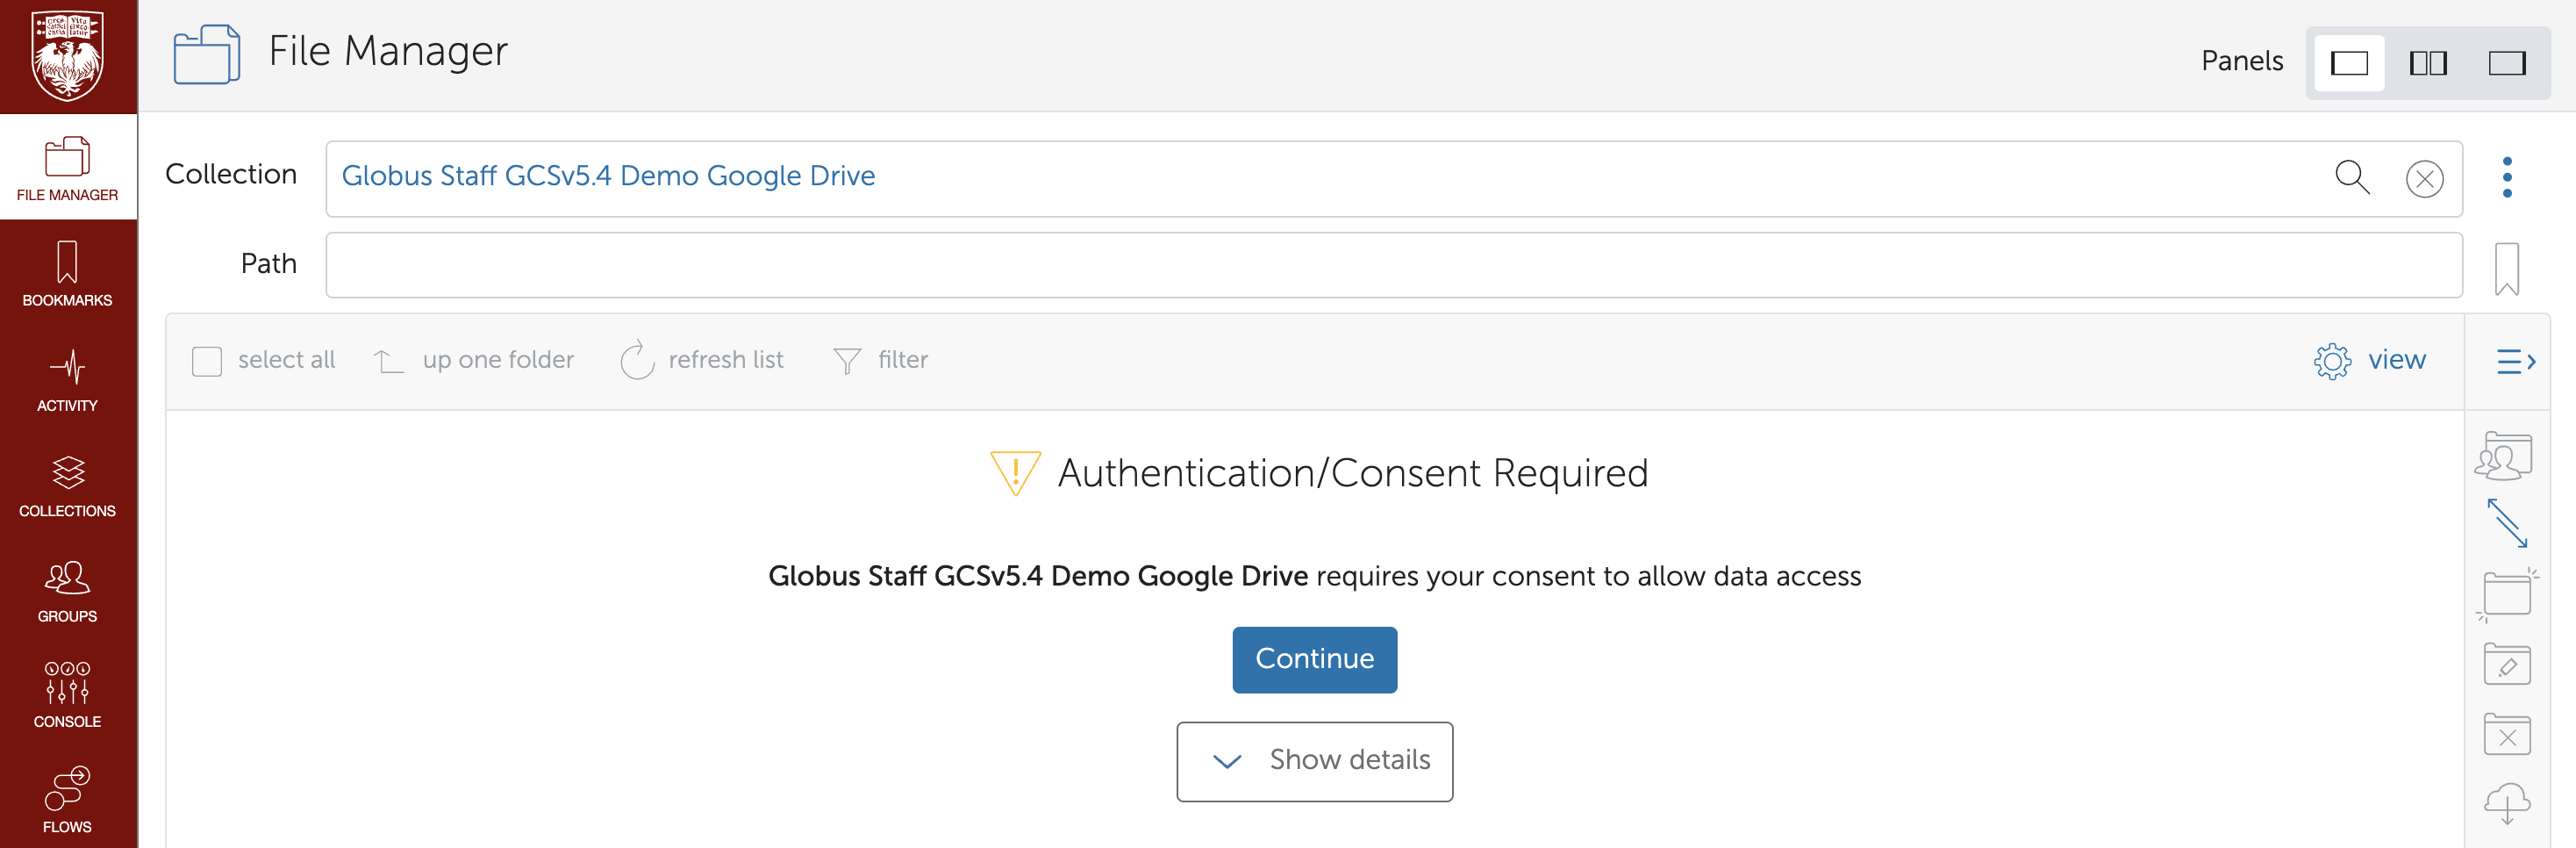 File Manager
Panels
FILE MANAGER
BOOKMARKS
ACTIVITY
COLLECTIONS
GROUPS
CONSOLE
FLOWS
Collection
Globus Staff GCSv5.4 Demo Google Drive
Path
select all
up one folder
refresh list
filter
view
Authentication/Consent Required
Globus Staff GCSv5.4 Demo Google Drive requires your consent to allow data access
Continue
Show details